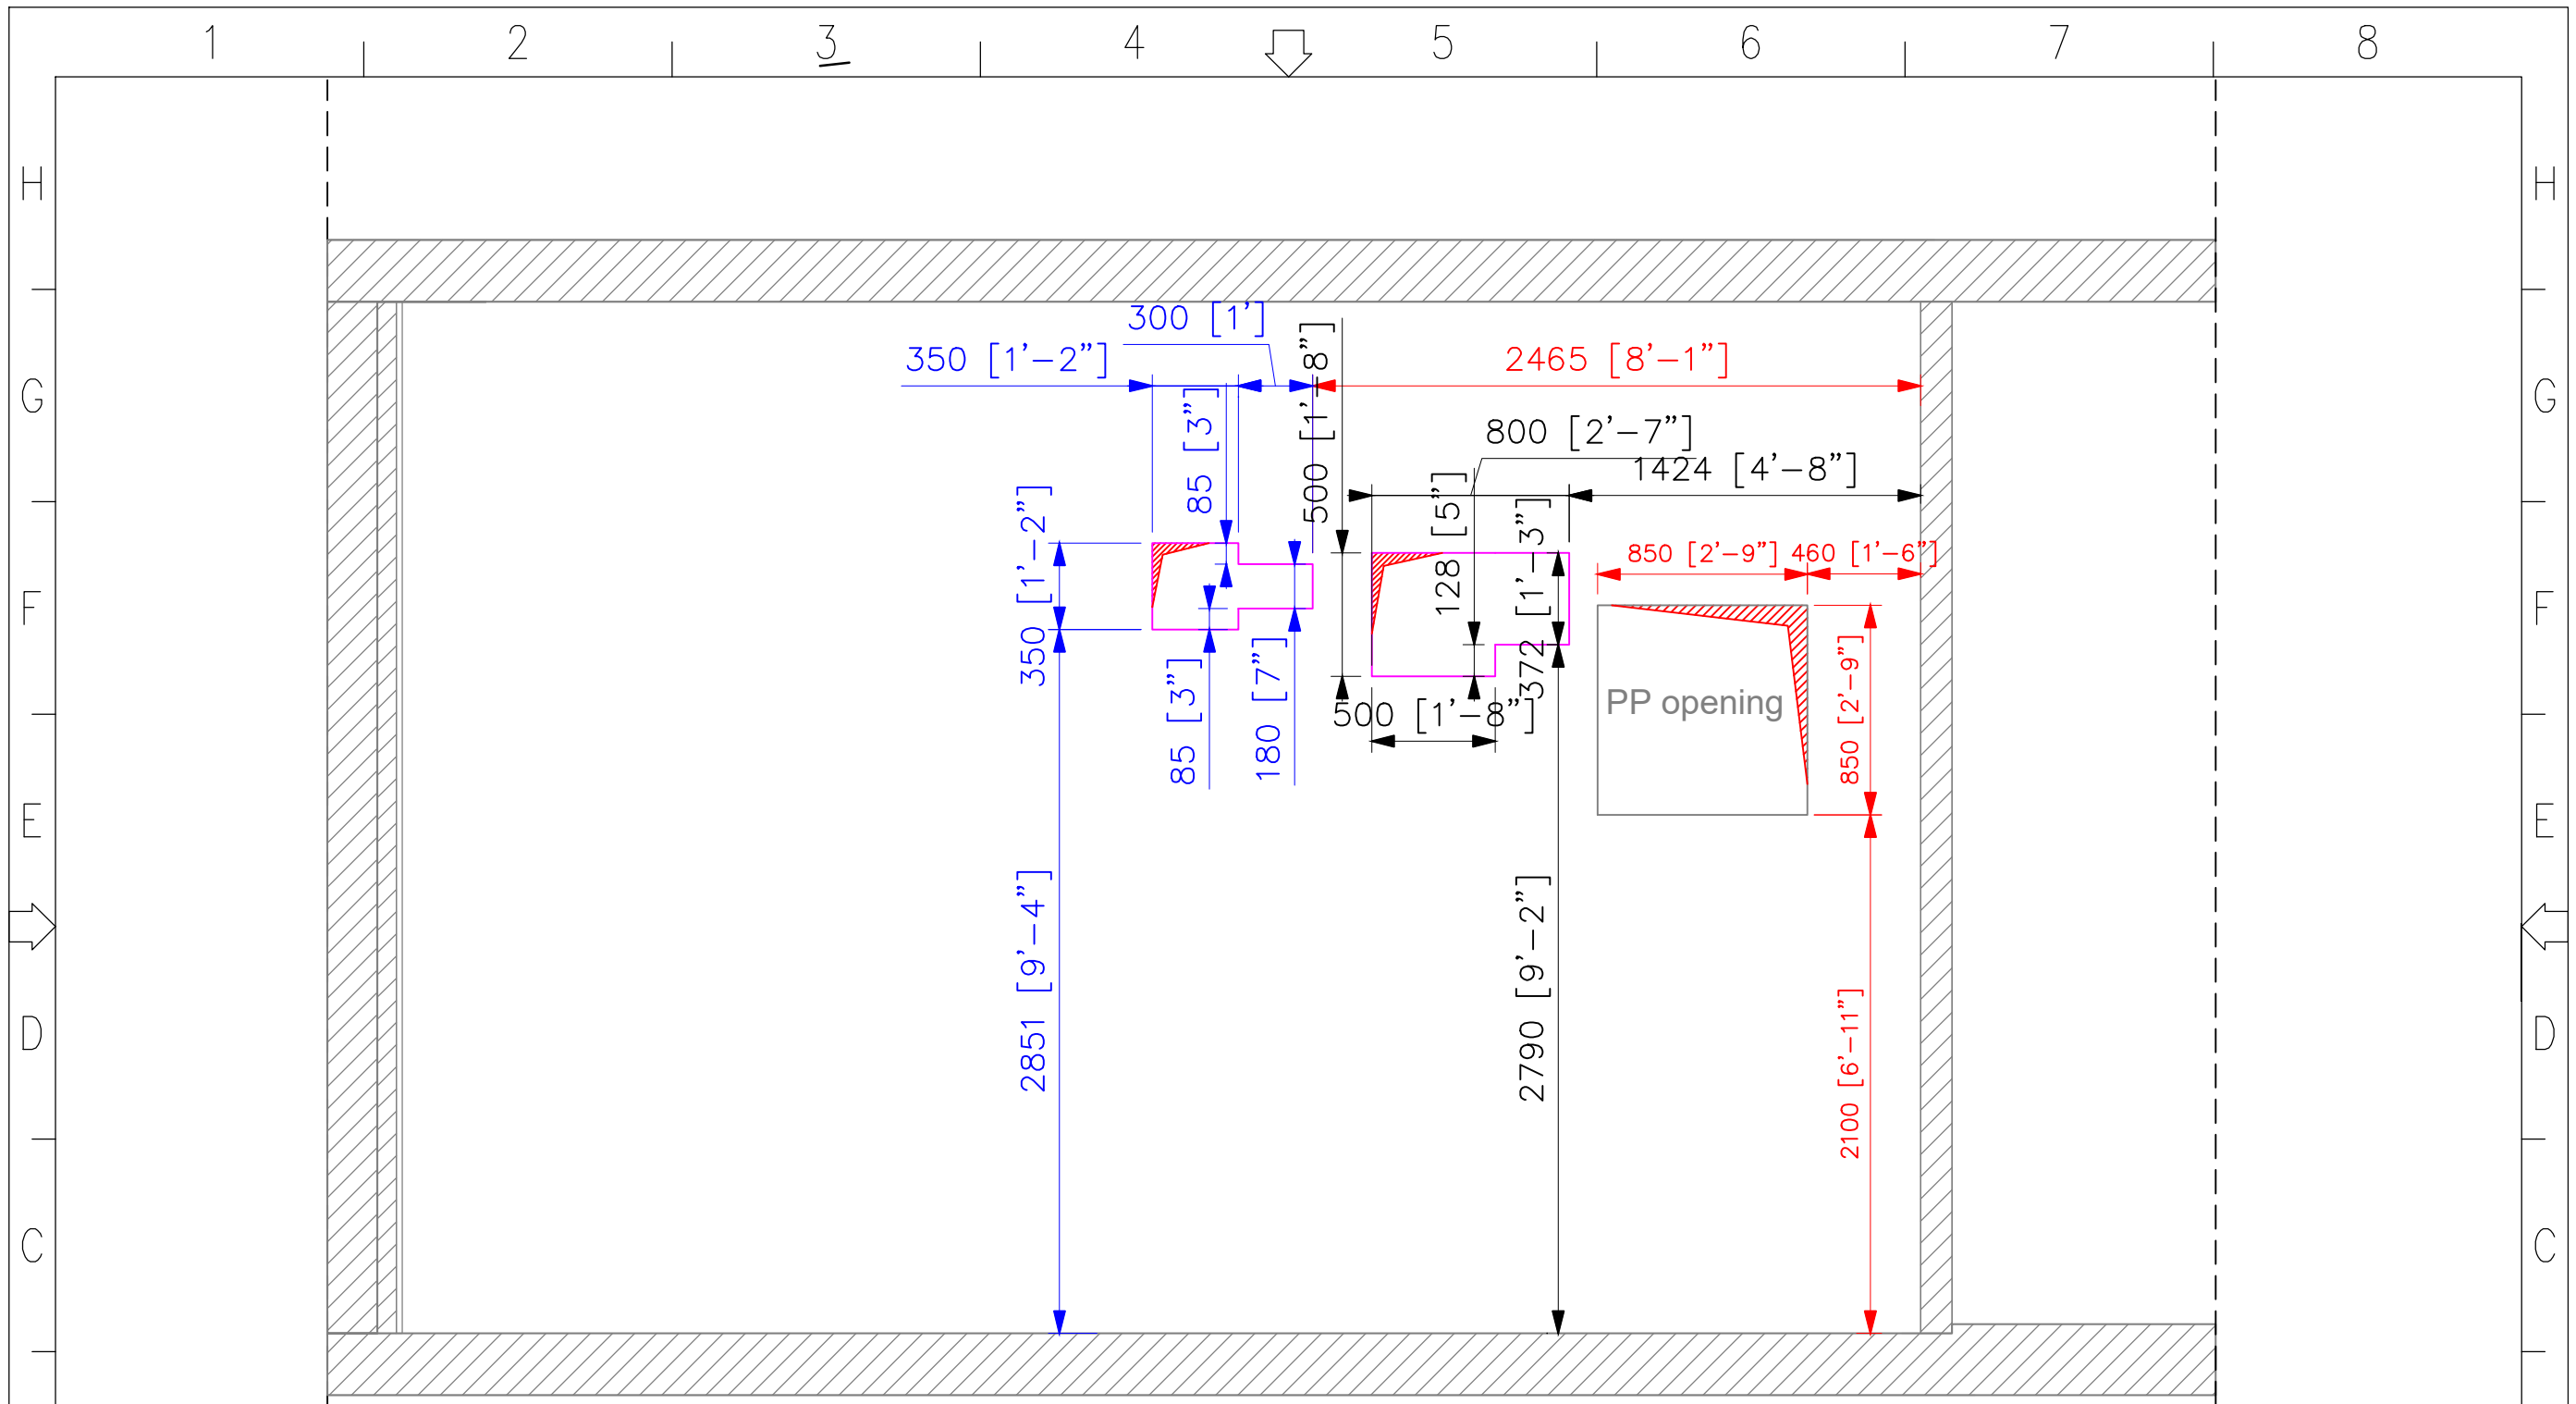 1 2 3 4 5 6 7 8
H H
300 [1']
350 [1'-2"]
2465 [8'-1"]
G G
85 [3"]
500 [1'-8"]
800 [2'-7"]
1424 [4'-8"]
350 [1'-2"]
128 [5"]
372 [1'-3"]
850 [2'-9"] 460 [1'-6"]
F F
85 [3"]
180 [7"]
500 [1'-8"]
PP opening
850 [2'-9"]
E E
2851 [9'-4"]
2790 [9'-2"]
2100 [6'-11"]
D D
C C